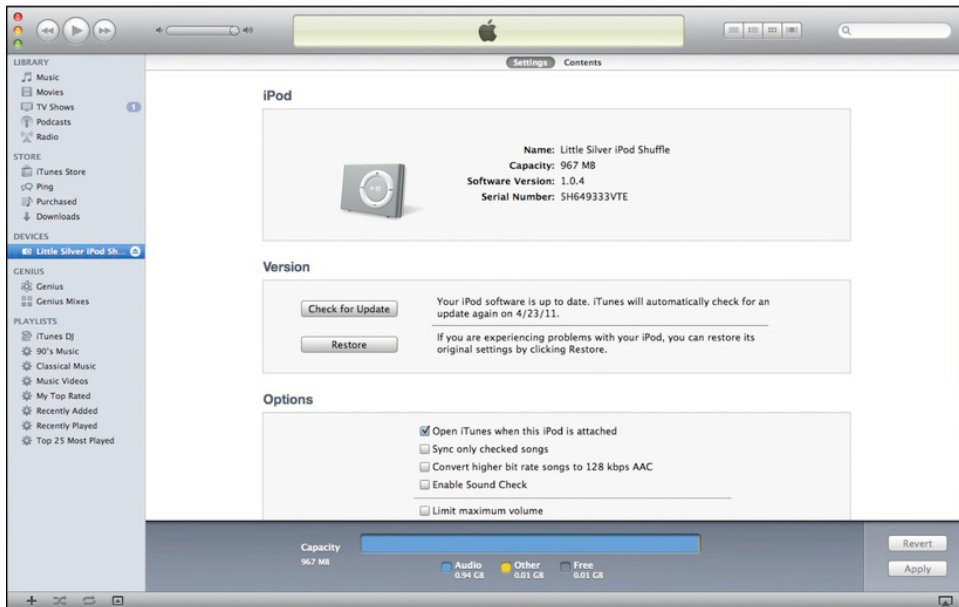 Settings Contents
LIBRARY
Music
Movies
TV Shows 1
Podcasts
Radio
STORE
iTunes Store
Ping
Purchased
Downloads
DEVICES
Little Silver iPod Sh...
GENIUS
Genius
Genius Mixes
PLAYLISTS
iTunes DJ
90's Music
Classical Music
Music Videos
My Top Rated
Recently Added
Recently Played
Top 25 Most Played
iPod
Name: Little Silver iPod Shuffle
Capacity: 967 MB
Software Version: 1.0.4
Serial Number: 5H649333VTE
Version
Check for Update
Your iPod software is up to date. iTunes will automatically check for an
update again on 4/23/11.
Restore
If you are experiencing problems with your iPod, you can restore its
original settings by clicking Restore.
Options
Open iTunes when this iPod is attached
Sync only checked songs
Convert higher bit rate songs to 128 kbps AAC
Enable Sound Check
Limit maximum volume
Capacity
967 MB
Audio
0.94 GB
Other
0.01 GB
Free
0.01 GB
Revert
Apply